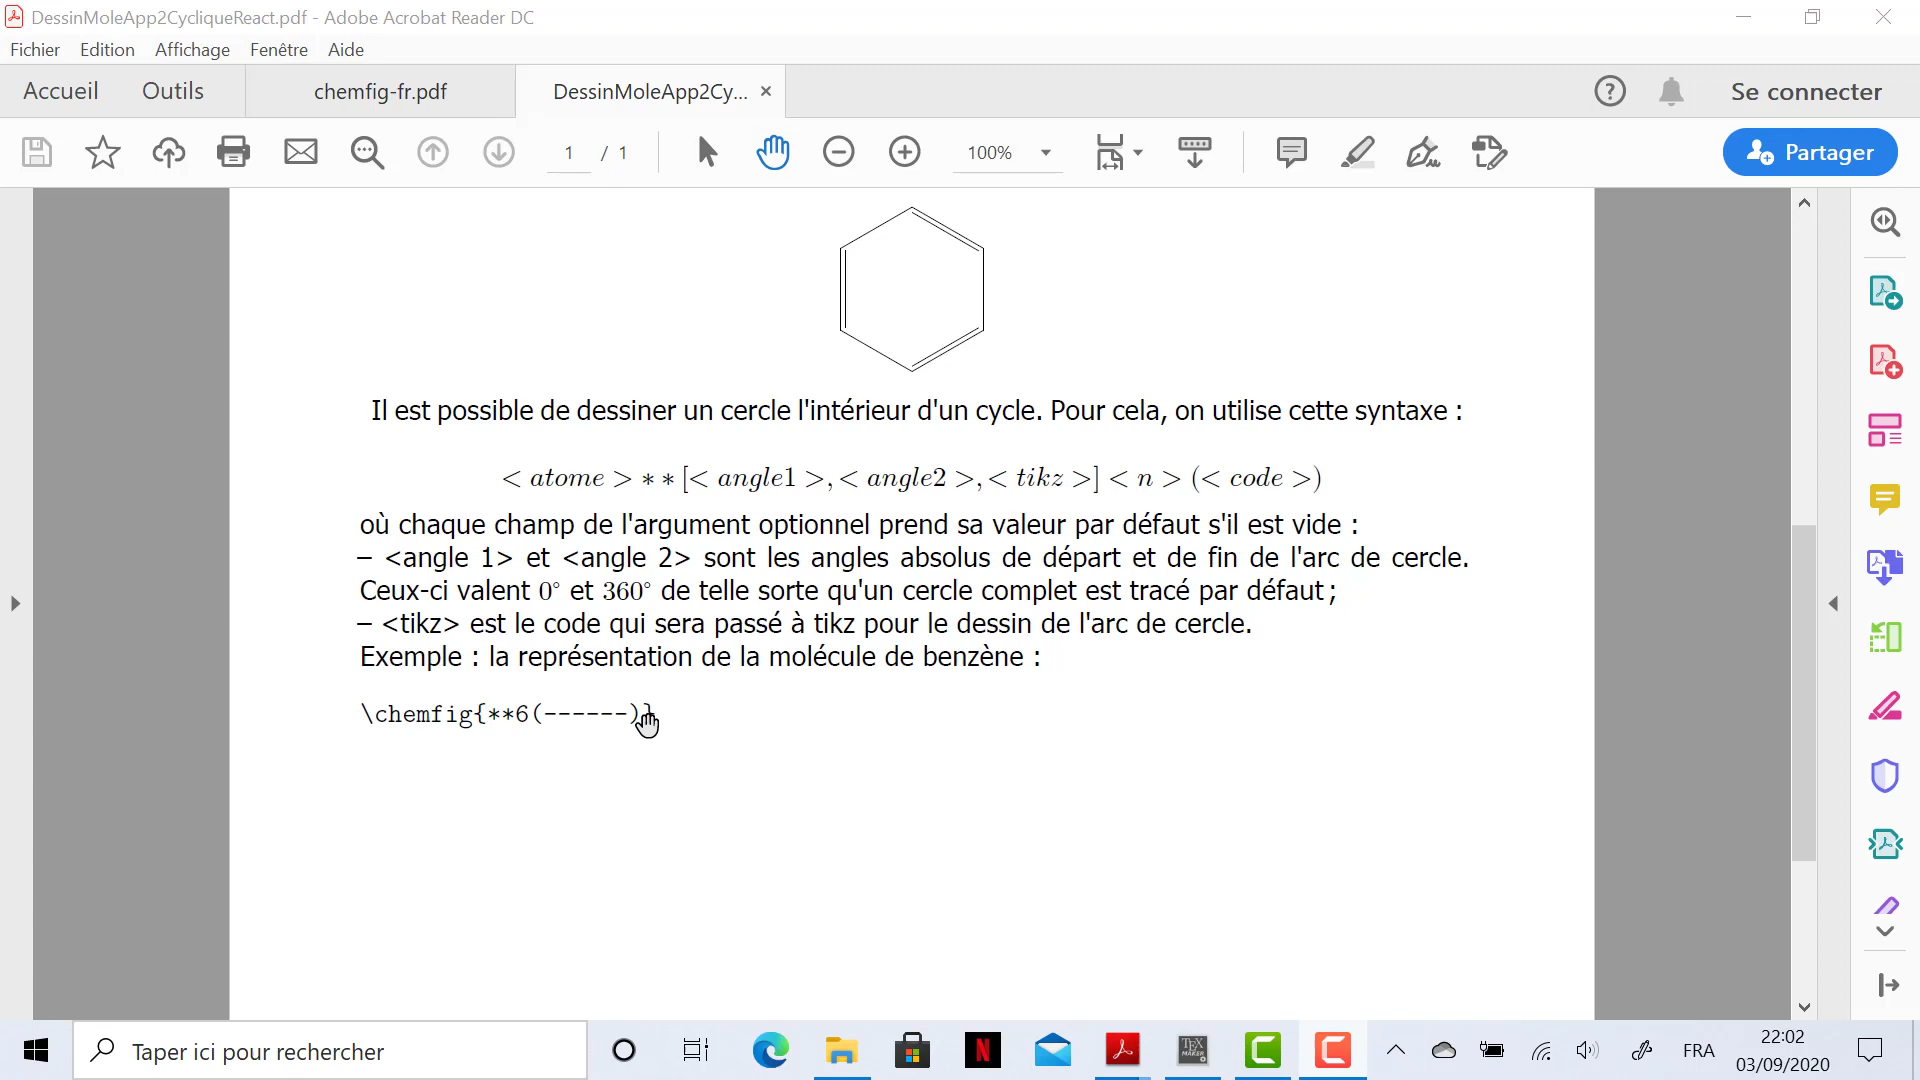 DessinMoleApp2CycliqueReact.pdf - Adobe Acrobat Reader DC
Fichier Edition Affichage Fenêtre Aide
Accueil Outils chemfig-fr.pdf DessinMoleApp2Cy... × Se connecter
1 / 1 100% Partager
Il est possible de dessiner un cercle l'intérieur d'un cycle. Pour cela, on utilise cette syntaxe :
< atome > ∗ ∗ [< angle1 >, < angle2 >, < tikz >] < n > (< code >)
où chaque champ de l'argument optionnel prend sa valeur par défaut s'il est vide :
– <angle 1> et <angle 2> sont les angles absolus de départ et de fin de l'arc de cercle.
Ceux-ci valent 0° et 360° de telle sorte qu'un cercle complet est tracé par défaut ;
– <tikz> est le code qui sera passé à tikz pour le dessin de l'arc de cercle.
Exemple : la représentation de la molécule de benzène :
\chemfig{**6(------)}
Taper ici pour rechercher
FRA
22:02
03/09/2020